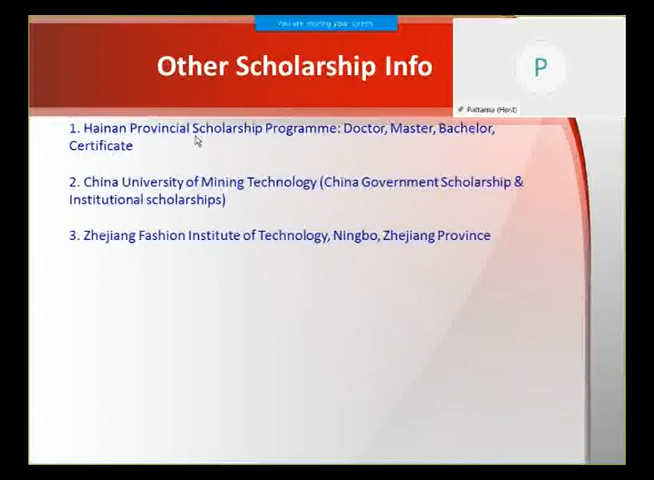 You are sharing your screen
Other Scholarship Info
P
Pattama (Host)
1. Hainan Provincial Scholarship Programme: Doctor, Master, Bachelor,
Certificate
2. China University of Mining Technology (China Government Scholarship &
Institutional scholarships)
3. Zhejiang Fashion Institute of Technology, Ningbo, Zhejiang Province